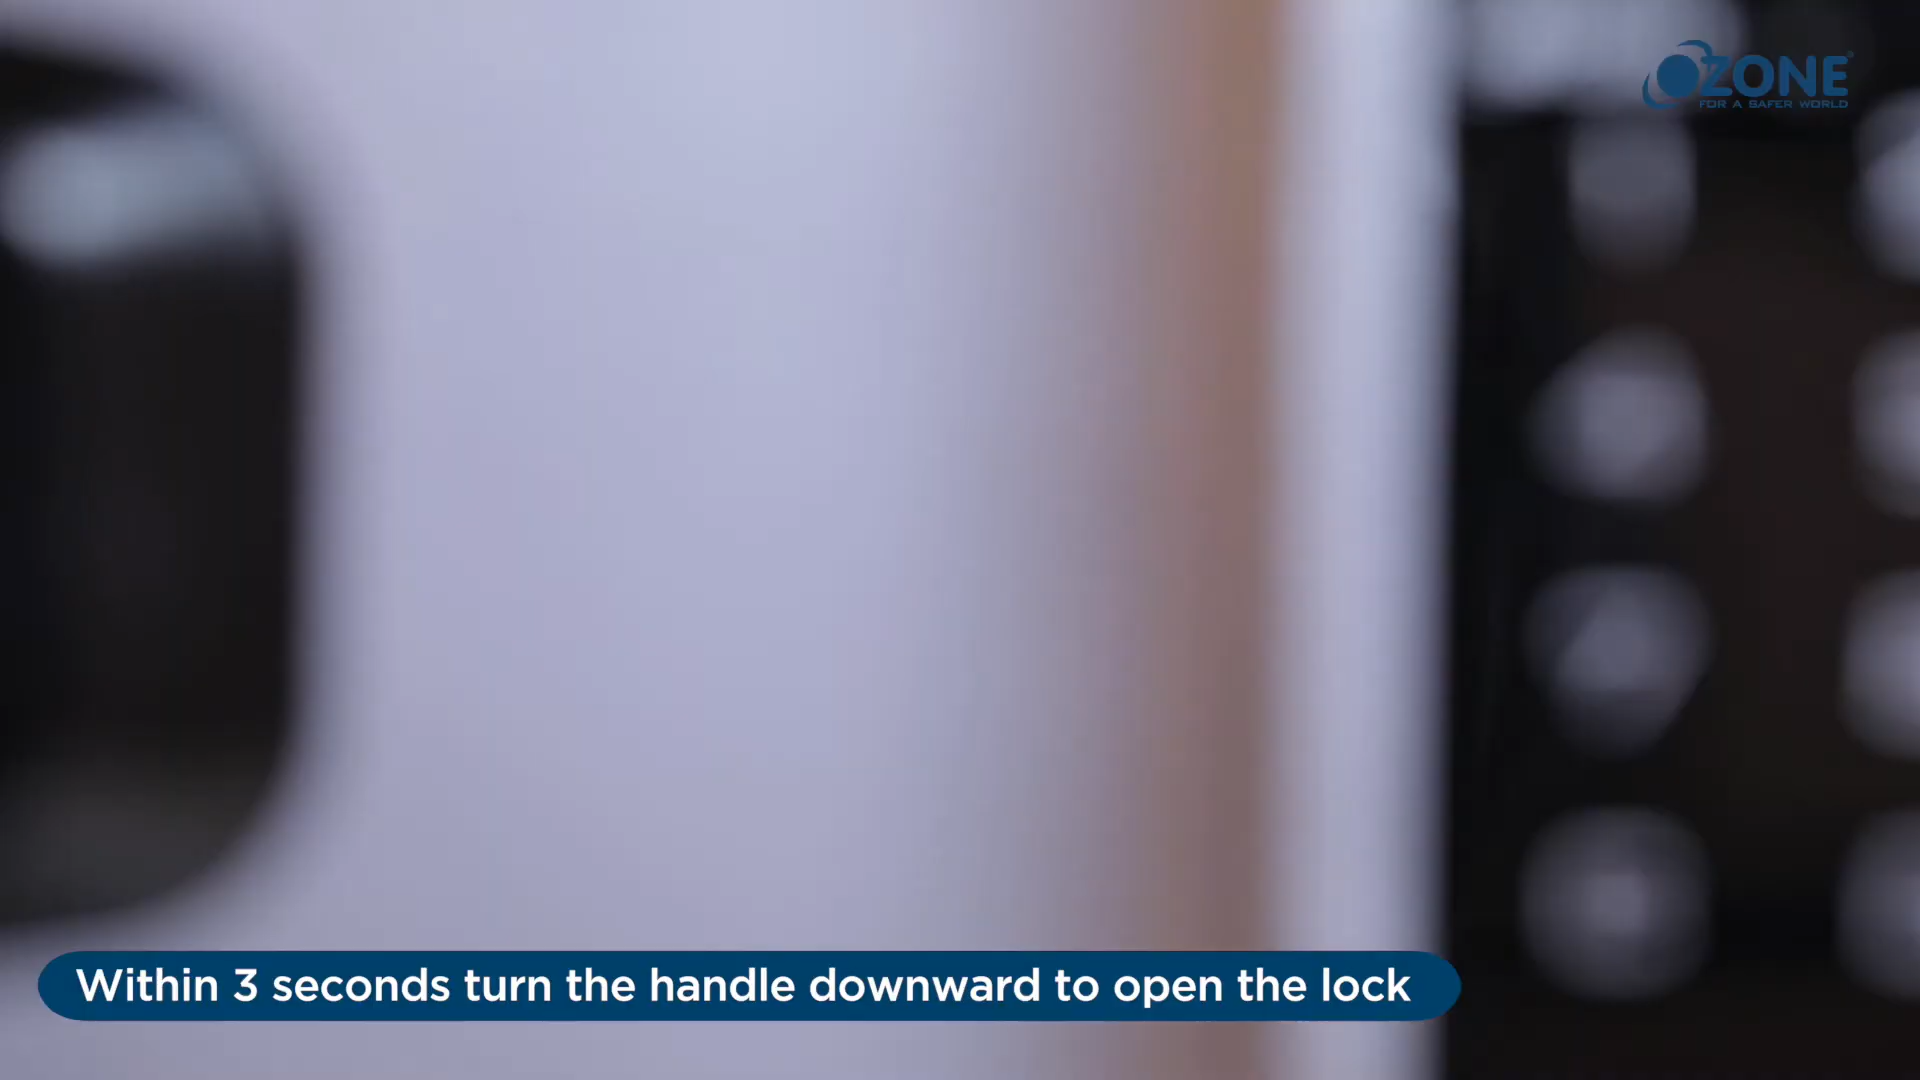 OZONE
FOR A SAFER WORLD
Within 3 seconds turn the handle downward to open the lock